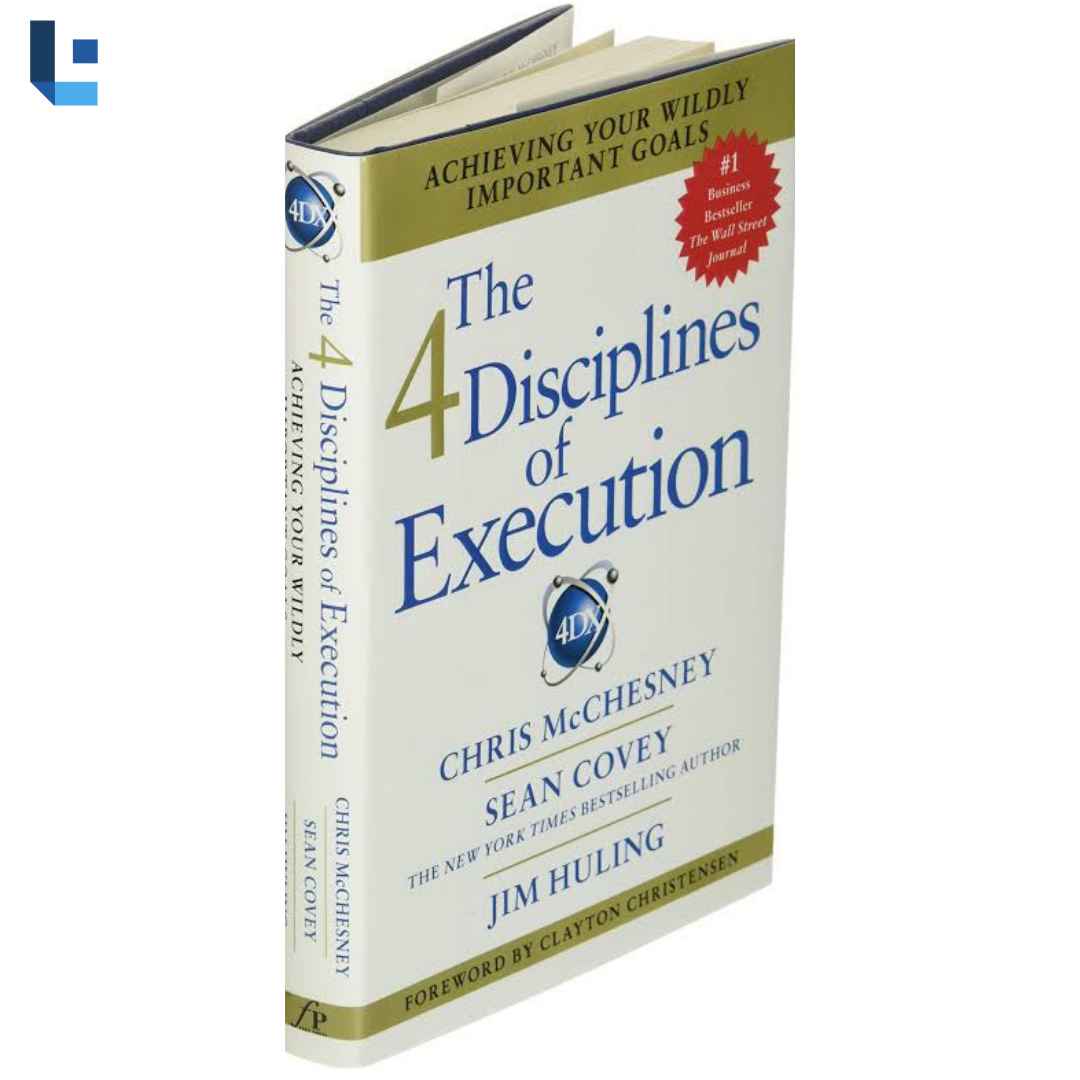 ACHIEVING YOUR WILDLY
IMPORTANT GOALS
#1
Business
Bestseller
The Wall Street
Journal
The
4 Disciplines
of
Execution
4DX
CHRIS McCHESNEY
SEAN COVEY
THE NEW YORK TIMES BESTSELLING AUTHOR
JIM HULING
FOREWORD BY CLAYTON CHRISTENSEN
4DX
The 4 Disciplines of Execution
ACHIEVING YOUR WILDLY
CHRIS McCHESNEY
SEAN COVEY
fP